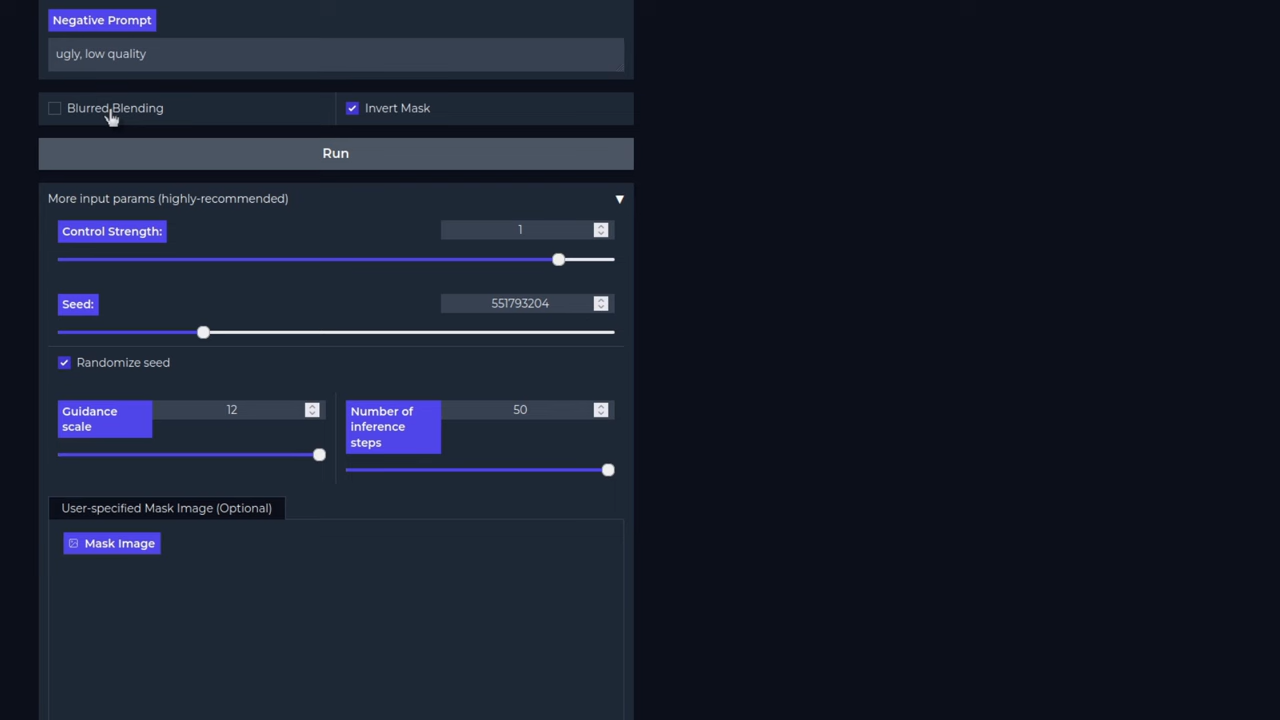 Negative Prompt
ugly, low quality
Blurred Blending
Invert Mask
Run
More input params (highly-recommended)
▼
Control Strength:
1
Seed:
551793204
Randomize seed
Guidance
scale
12
Number of
inference
steps
50
User-specified Mask Image (Optional)
Mask Image